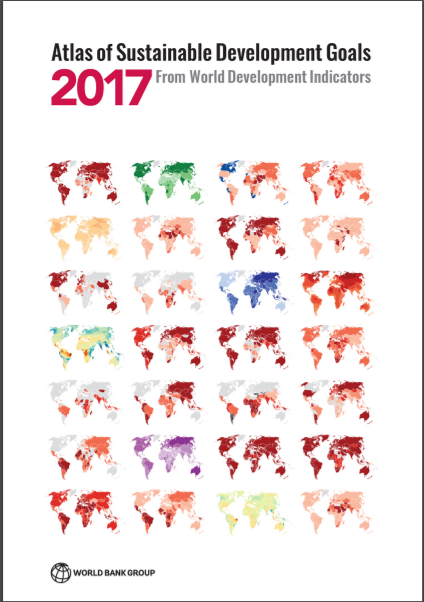 Atlas of Sustainable Development Goals
2017 From World Development Indicators
WORLD BANK GROUP